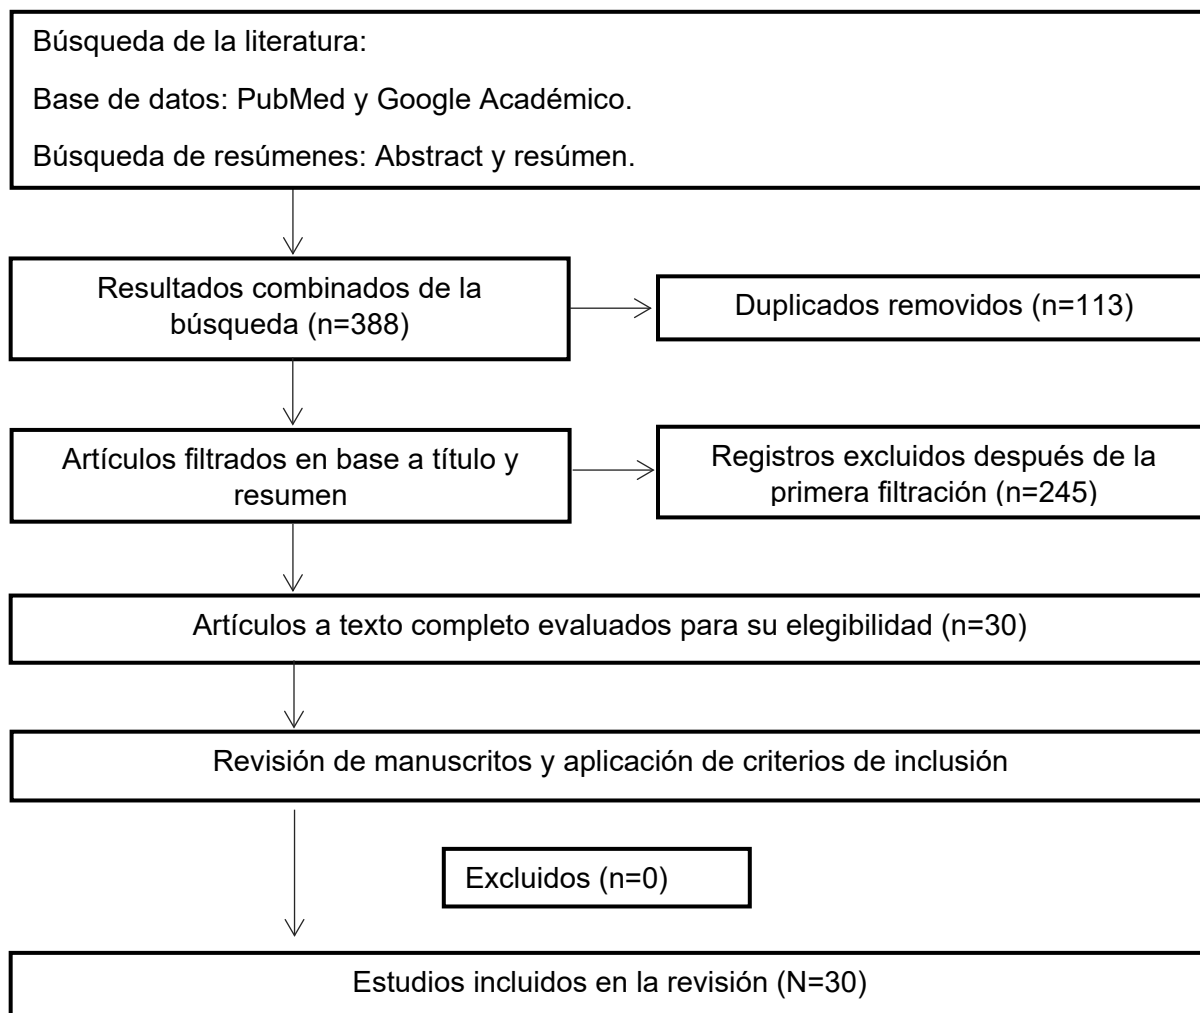 Búsqueda de la literatura:
Base de datos: PubMed y Google Académico.
Búsqueda de resúmenes: Abstract y resúmen.
Resultados combinados de la
búsqueda (n=388)
Duplicados removidos (n=113)
Artículos filtrados en base a título y
resumen
Registros excluidos después de la
primera filtración (n=245)
Artículos a texto completo evaluados para su elegibilidad (n=30)
Revisión de manuscritos y aplicación de criterios de inclusión
Excluidos (n=0)
Estudios incluidos en la revisión (N=30)